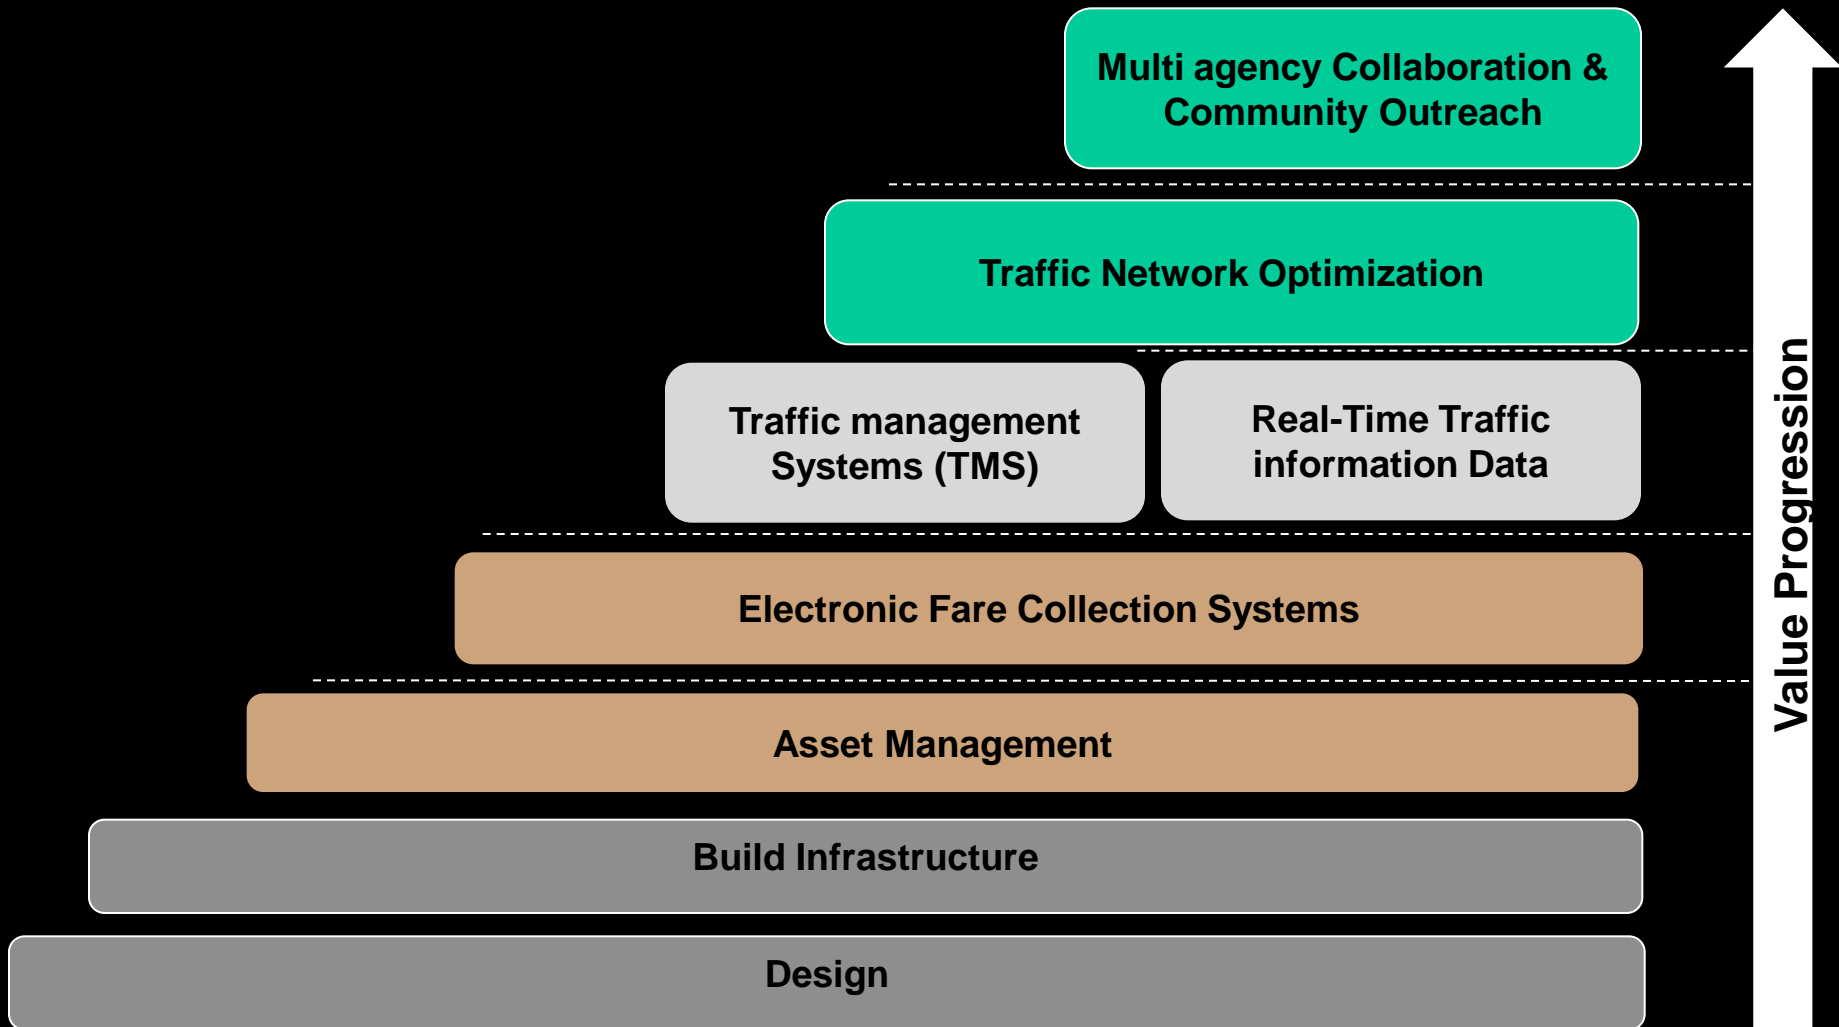 Multi agency Collaboration &
Community Outreach
Traffic Network Optimization
Traffic management
Systems (TMS)
Real-Time Traffic
information Data
Electronic Fare Collection Systems
Asset Management
Build Infrastructure
Design
Value Progression